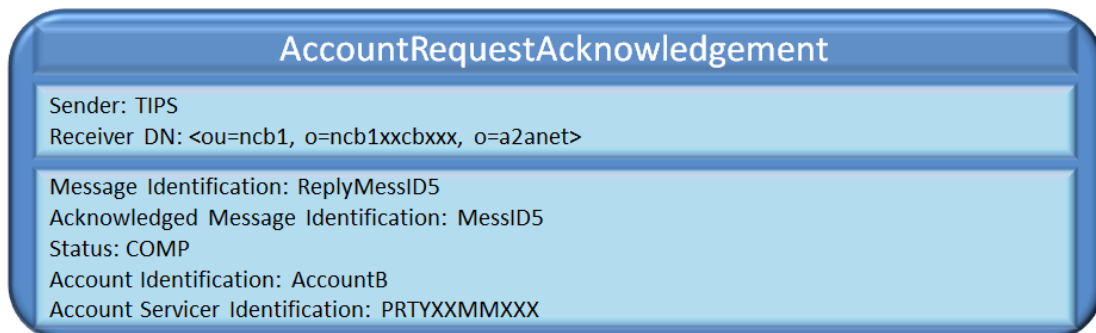 AccountRequestAcknowledgement
Sender: TIPS
Receiver DN: <ou=ncb1, o=ncb1xxcbxxx, o=a2anet>
Message Identification: ReplyMessID5
Acknowledged Message Identification: MessID5
Status: COMP
Account Identification: AccountB
Account Servicer Identification: PRTYXXMMXXX